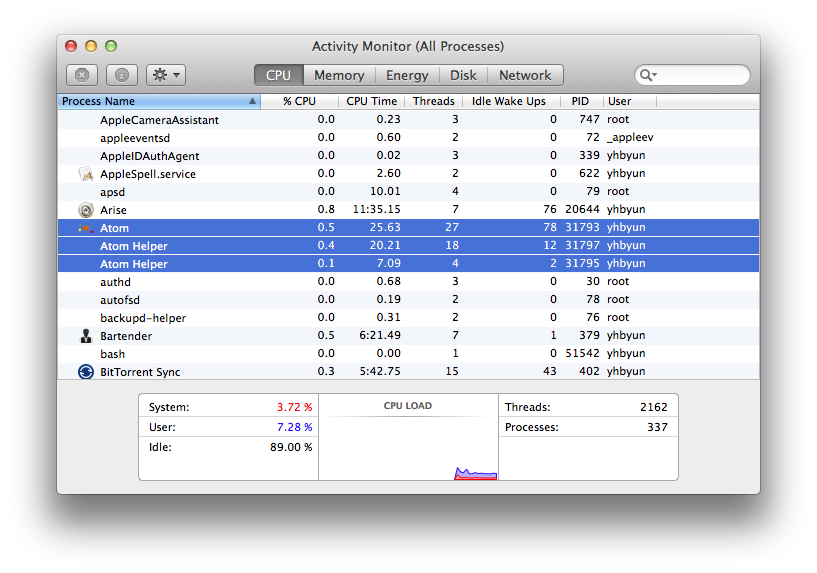 Activity Monitor (All Processes)
CPU Memory Energy Disk Network
Process Name % CPU CPU Time Threads Idle Wake Ups PID User
AppleCameraAssistant 0.0 0.23 3 0 747 root
appleeventsd 0.0 0.60 2 0 72 _appleev
AppleIDAuthAgent 0.0 0.02 3 0 339 yhbyun
AppleSpell.service 0.0 2.60 2 0 622 yhbyun
apsd 0.0 10.01 4 0 79 root
Arise 0.8 11:35.15 7 76 20644 yhbyun
Atom 0.5 25.63 27 78 31793 yhbyun
Atom Helper 0.4 20.21 18 12 31797 yhbyun
Atom Helper 0.1 7.09 4 2 31795 yhbyun
authd 0.0 0.68 3 0 30 root
autofsd 0.0 0.19 2 0 78 root
backupd-helper 0.0 0.31 2 0 76 root
Bartender 0.5 6:21.49 7 1 379 yhbyun
bash 0.0 0.00 1 0 51542 yhbyun
BitTorrent Sync 0.3 5:42.75 15 43 402 yhbyun
System: 3.72 % CPU LOAD Threads: 2162
User: 7.28 % Processes: 337
Idle: 89.00 %